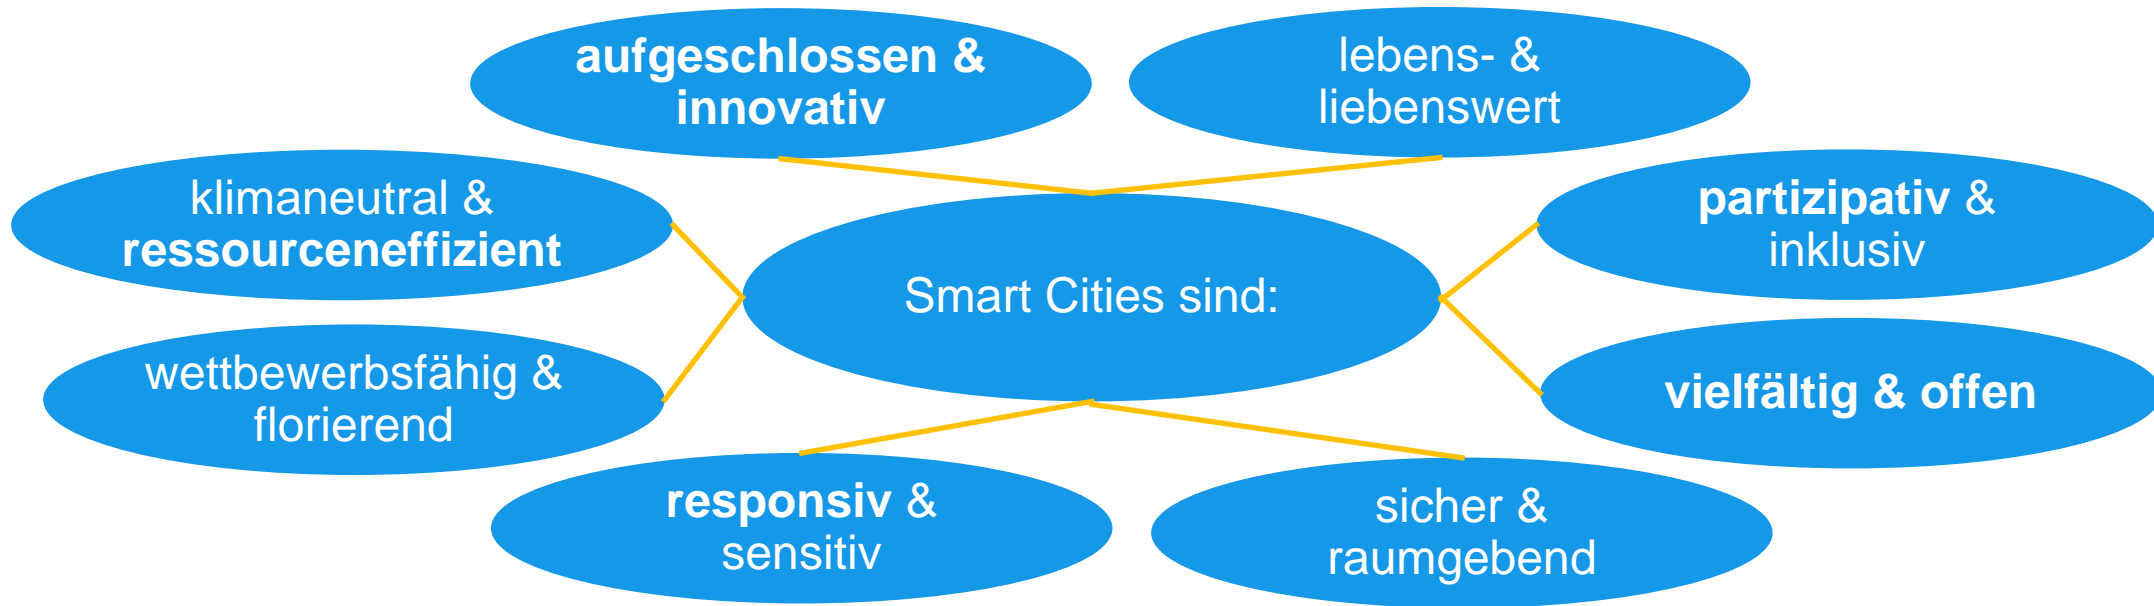 aufgeschlossen &
innovativ
lebens- &
liebenswert
klimaneutral &
ressourceneffizient
partizipativ &
inklusiv
Smart Cities sind:
wettbewerbsfähig &
florierend
vielfältig & offen
responsiv &
sensitiv
sicher &
raumgebend